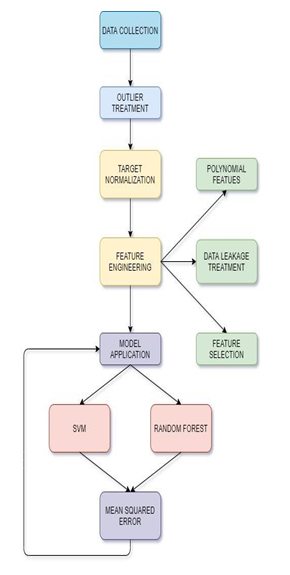 DATA COLLECTION
OUTLIER
TREATMENT
TARGET
NORMALIZATION
POLYNOMIAL
FEATUES
FEATURE
ENGINEERING
DATA LEAKAGE
TREATMENT
MODEL
APPLICATION
FEATURE
SELECTION
SVM
RANDOM FOREST
MEAN SQUARED
ERROR